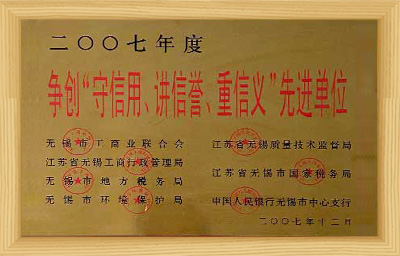 二〇〇七年度
争创“守信用、讲信誉、重信义”先进单位
无锡市工商业联合会
江苏省无锡工商行政管理局
无锡市地方税务局
无锡市环境保护局
江苏省无锡质量技术监督局
江苏省无锡市国家税务局
中国人民银行无锡市中心支行
二〇〇七年十二月